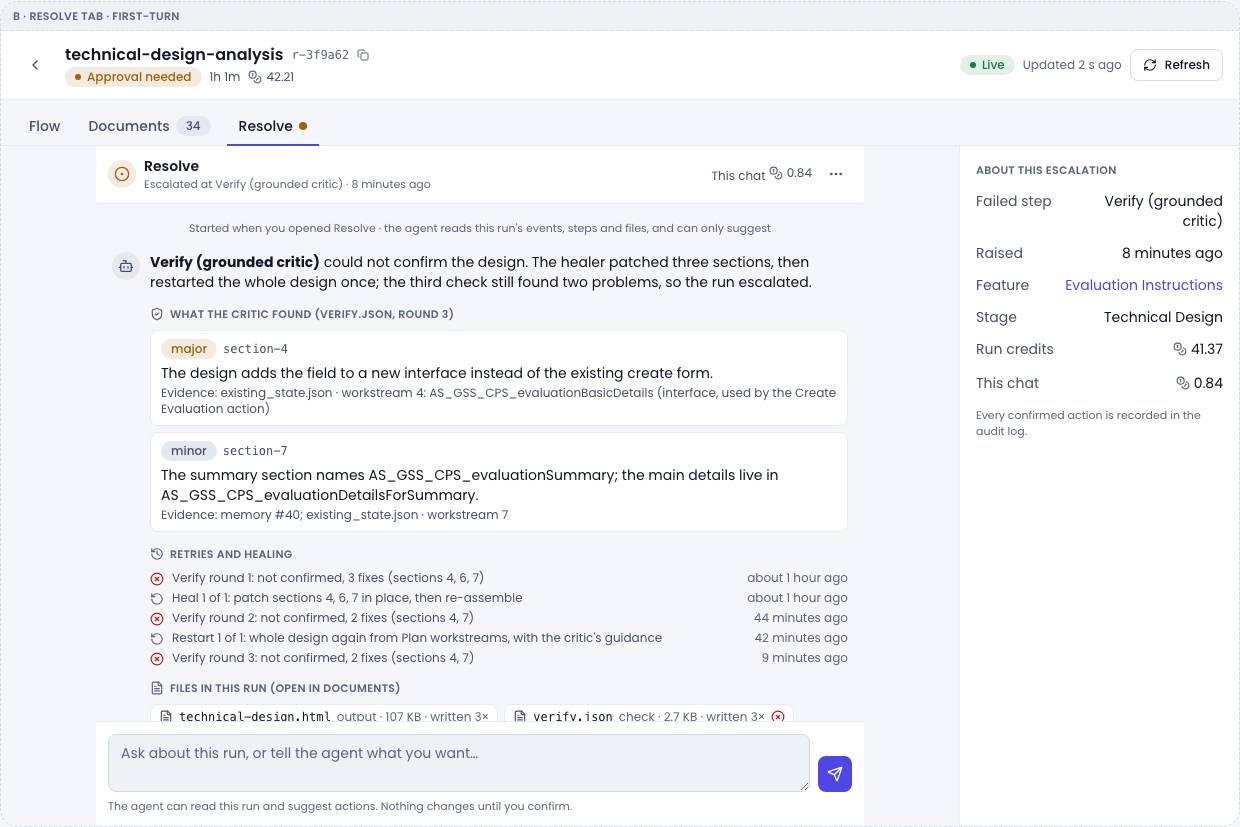 B · RESOLVE TAB · FIRST-TURN
technical-design-analysis r-3f9a62
Approval needed 1h 1m 42.21
Live Updated 2 s ago Refresh
Flow Documents 34 Resolve
Resolve
Escalated at Verify (grounded critic) · 8 minutes ago
This chat 0.84
Started when you opened Resolve · the agent reads this run's events, steps and files, and can only suggest
Verify (grounded critic) could not confirm the design. The healer patched three sections, then
restarted the whole design once; the third check still found two problems, so the run escalated.
WHAT THE CRITIC FOUND (VERIFY.JSON, ROUND 3)
major section-4
The design adds the field to a new interface instead of the existing create form.
Evidence: existing_state.json · workstream 4: AS_GSS_CPS_evaluationBasicDetails (interface, used by the Create
Evaluation action)
minor section-7
The summary section names AS_GSS_CPS_evaluationSummary; the main details live in
AS_GSS_CPS_evaluationDetailsForSummary.
Evidence: memory #40; existing_state.json · workstream 7
RETRIES AND HEALING
Verify round 1: not confirmed, 3 fixes (sections 4, 6, 7) about 1 hour ago
Heal 1 of 1: patch sections 4, 6, 7 in place, then re-assemble about 1 hour ago
Verify round 2: not confirmed, 2 fixes (sections 4, 7) 44 minutes ago
Restart 1 of 1: whole design again from Plan workstreams, with the critic's guidance 42 minutes ago
Verify round 3: not confirmed, 2 fixes (sections 4, 7) 9 minutes ago
FILES IN THIS RUN (OPEN IN DOCUMENTS)
technical-design.html output · 107 KB · written 3× verify.json check · 2.7 KB · written 3×
Ask about this run, or tell the agent what you want…
The agent can read this run and suggest actions. Nothing changes until you confirm.
ABOUT THIS ESCALATION
Failed step Verify (grounded
critic)
Raised 8 minutes ago
Feature Evaluation Instructions
Stage Technical Design
Run credits 41.37
This chat 0.84
Every confirmed action is recorded in the
audit log.